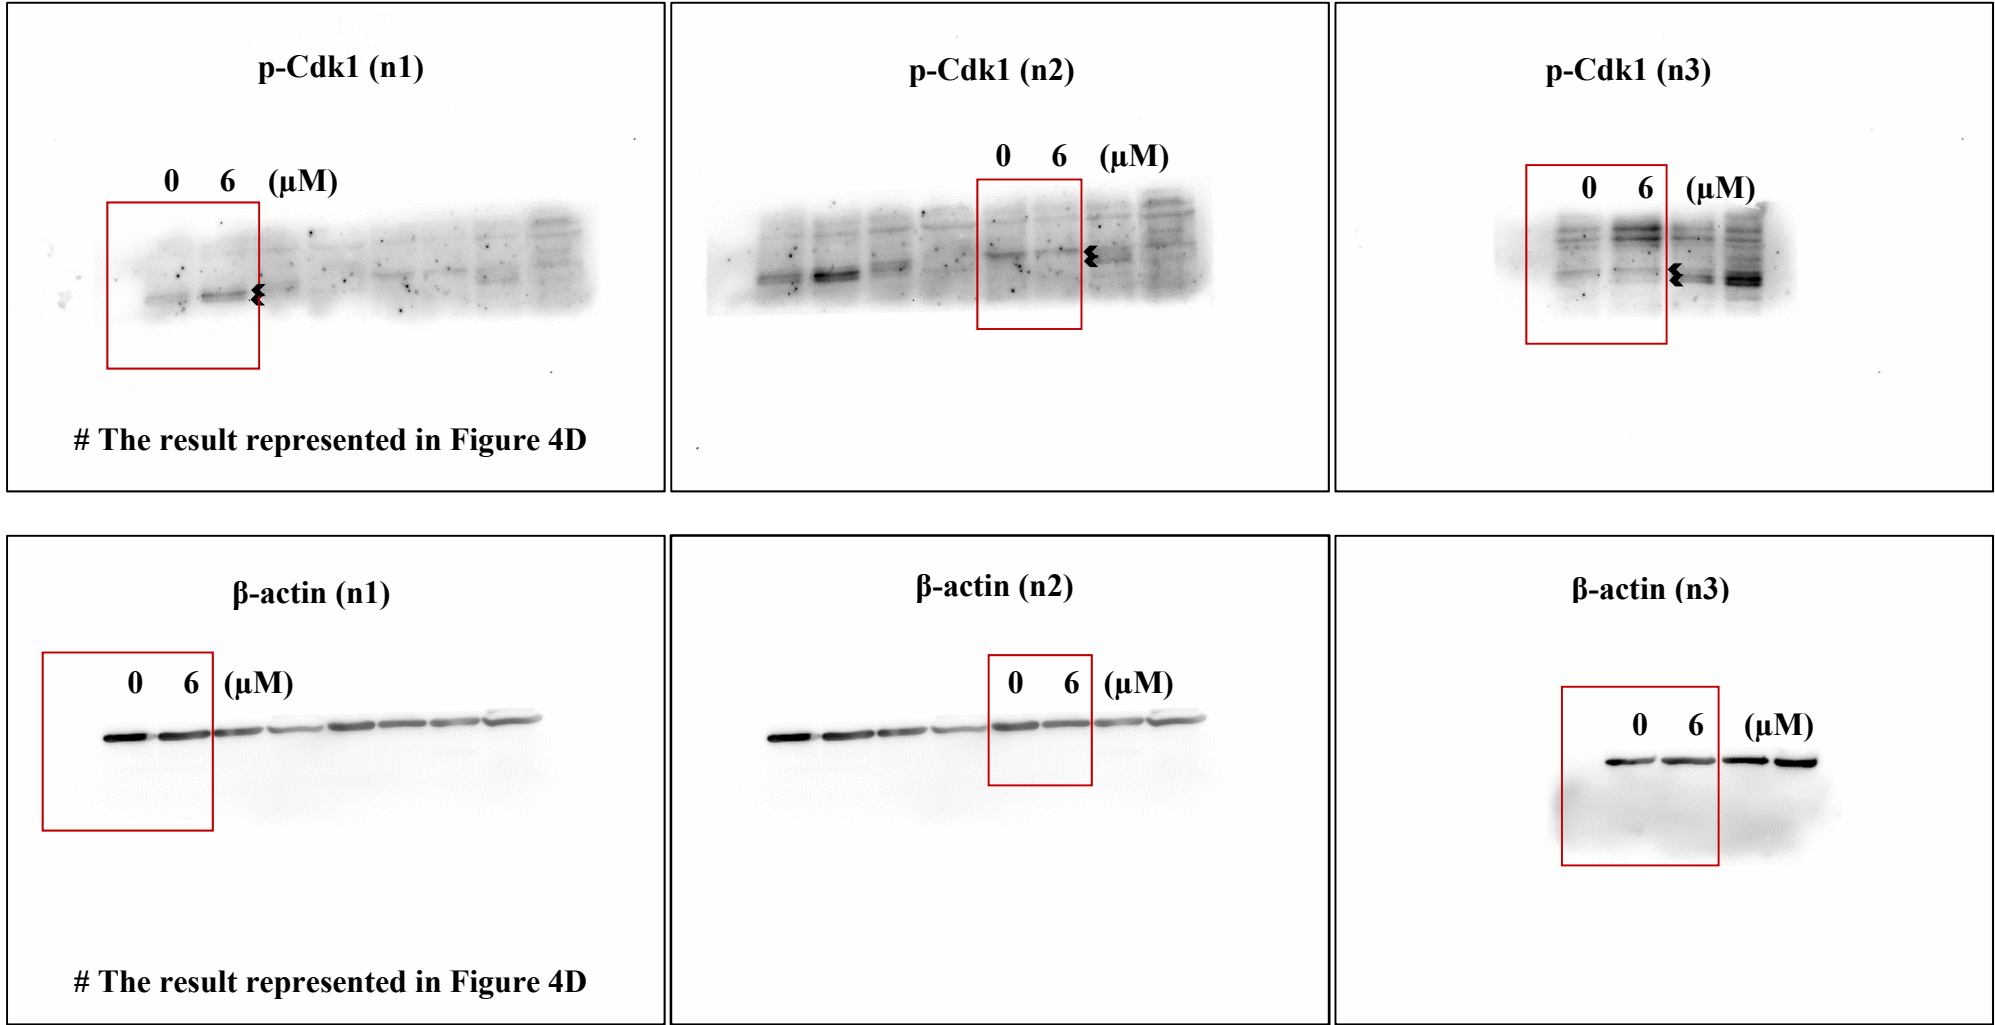 p-Cdk1 (n1)
0 6 (μM)
# The result represented in Figure 4D
p-Cdk1 (n2)
0 6 (μM)
p-Cdk1 (n3)
0 6 (μM)
β-actin (n1)
0 6 (μM)
# The result represented in Figure 4D
β-actin (n2)
0 6 (μM)
β-actin (n3)
0 6 (μM)